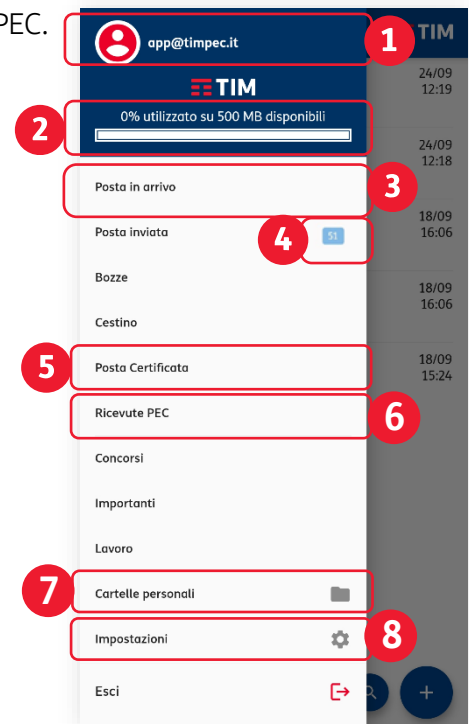 PEC.
app@timpec.it
1
TIM
TIM
24/09
12:19
0% utilizzato su 500 MB disponibili
2
24/09
12:18
Posta in arrivo
3
18/09
16:06
Posta inviata
4
51
Bozze
18/09
16:06
Cestino
5
Posta Certificata
18/09
15:24
Ricevute PEC
6
Concorsi
Importanti
Lavoro
7
Cartelle personali
Impostazioni
8
Esci
+